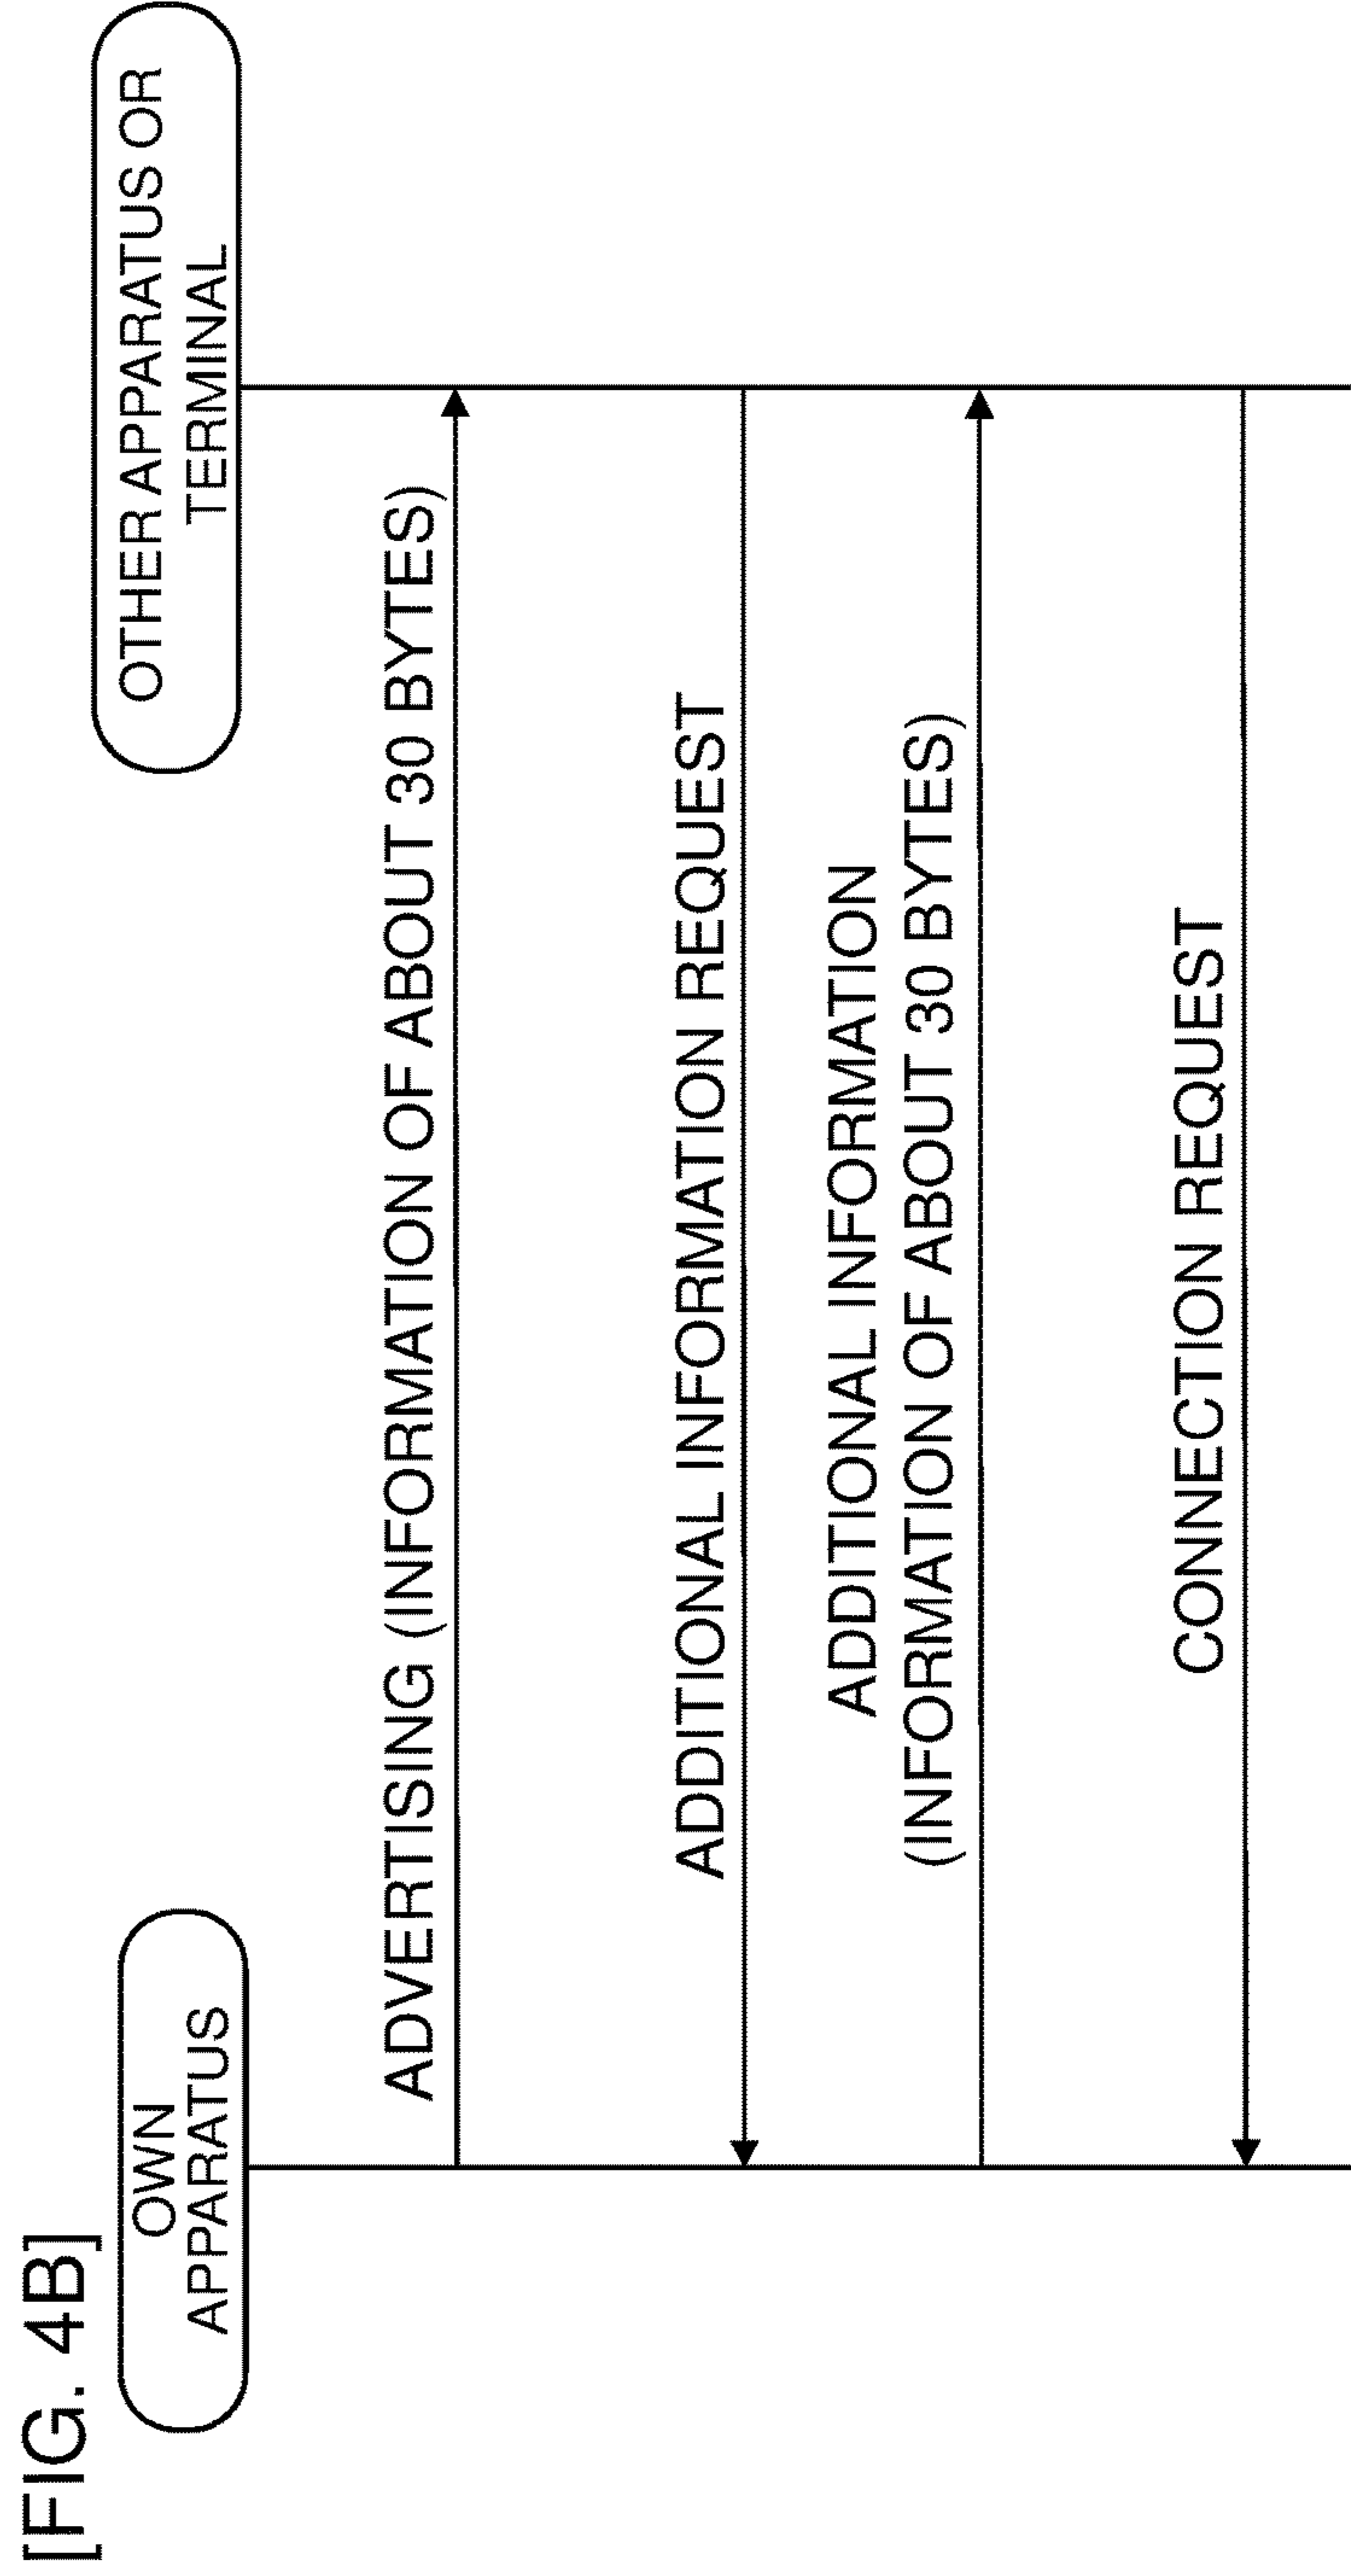 [FIG. 4B]
OWN
APPARATUS
OTHER APPARATUS OR
TERMINAL
ADVERTISING (INFORMATION OF ABOUT 30 BYTES)
ADDITIONAL INFORMATION REQUEST
ADDITIONAL INFORMATION
(INFORMATION OF ABOUT 30 BYTES)
CONNECTION REQUEST